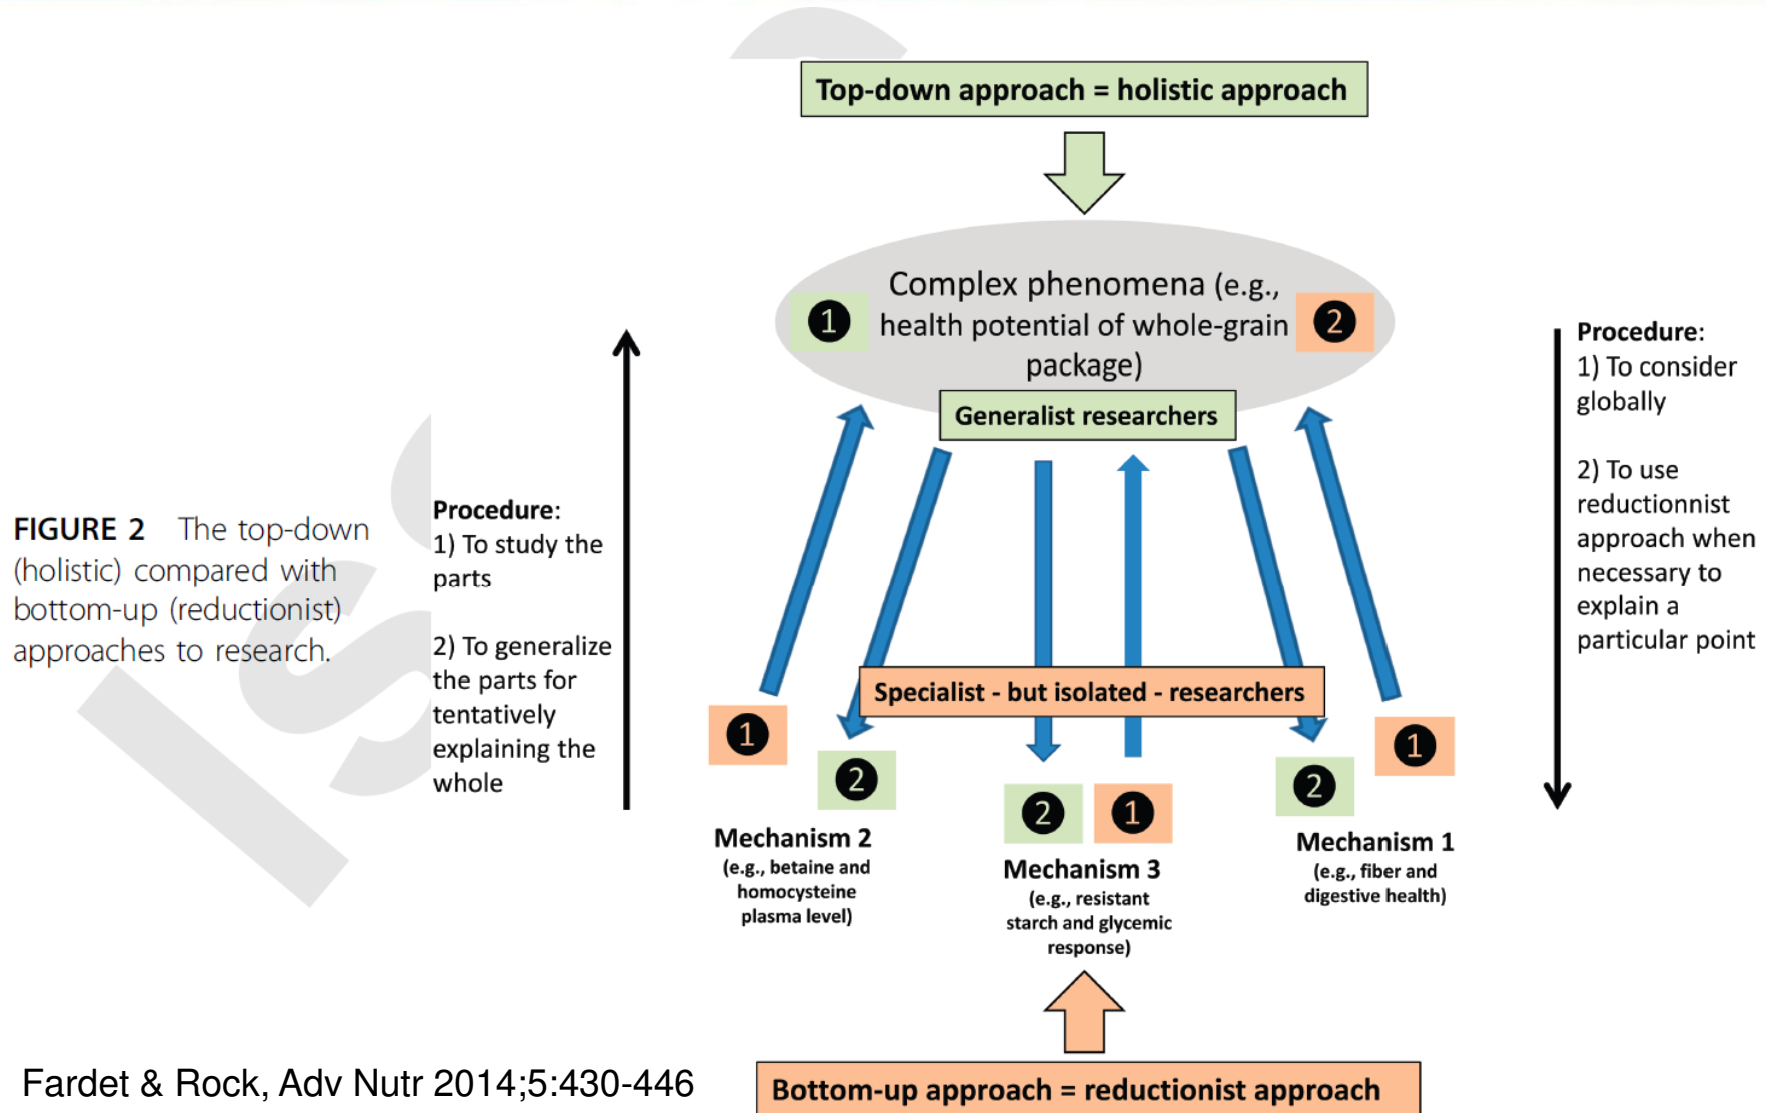 Top-down approach = holistic approach
Complex phenomena (e.g.,
1
health potential of whole-grain
2
package)
Generalist researchers
Procedure:
1) To consider
globally
2) To use
reductionnist
approach when
necessary to
explain a
particular point
FIGURE 2 The top-down
(holistic) compared with
bottom-up (reductionist)
approaches to research.
Procedure:
1) To study the
parts
2) To generalize
the parts for
tentatively
explaining the
whole
Specialist - but isolated - researchers
1
2
Mechanism 2
(e.g., betaine and
homocysteine
plasma level)
2
1
Mechanism 3
(e.g., resistant
starch and glycemic
response)
2
1
Mechanism 1
(e.g., fiber and
digestive health)
Fardet & Rock, Adv Nutr 2014;5:430-446
Bottom-up approach = reductionist approach